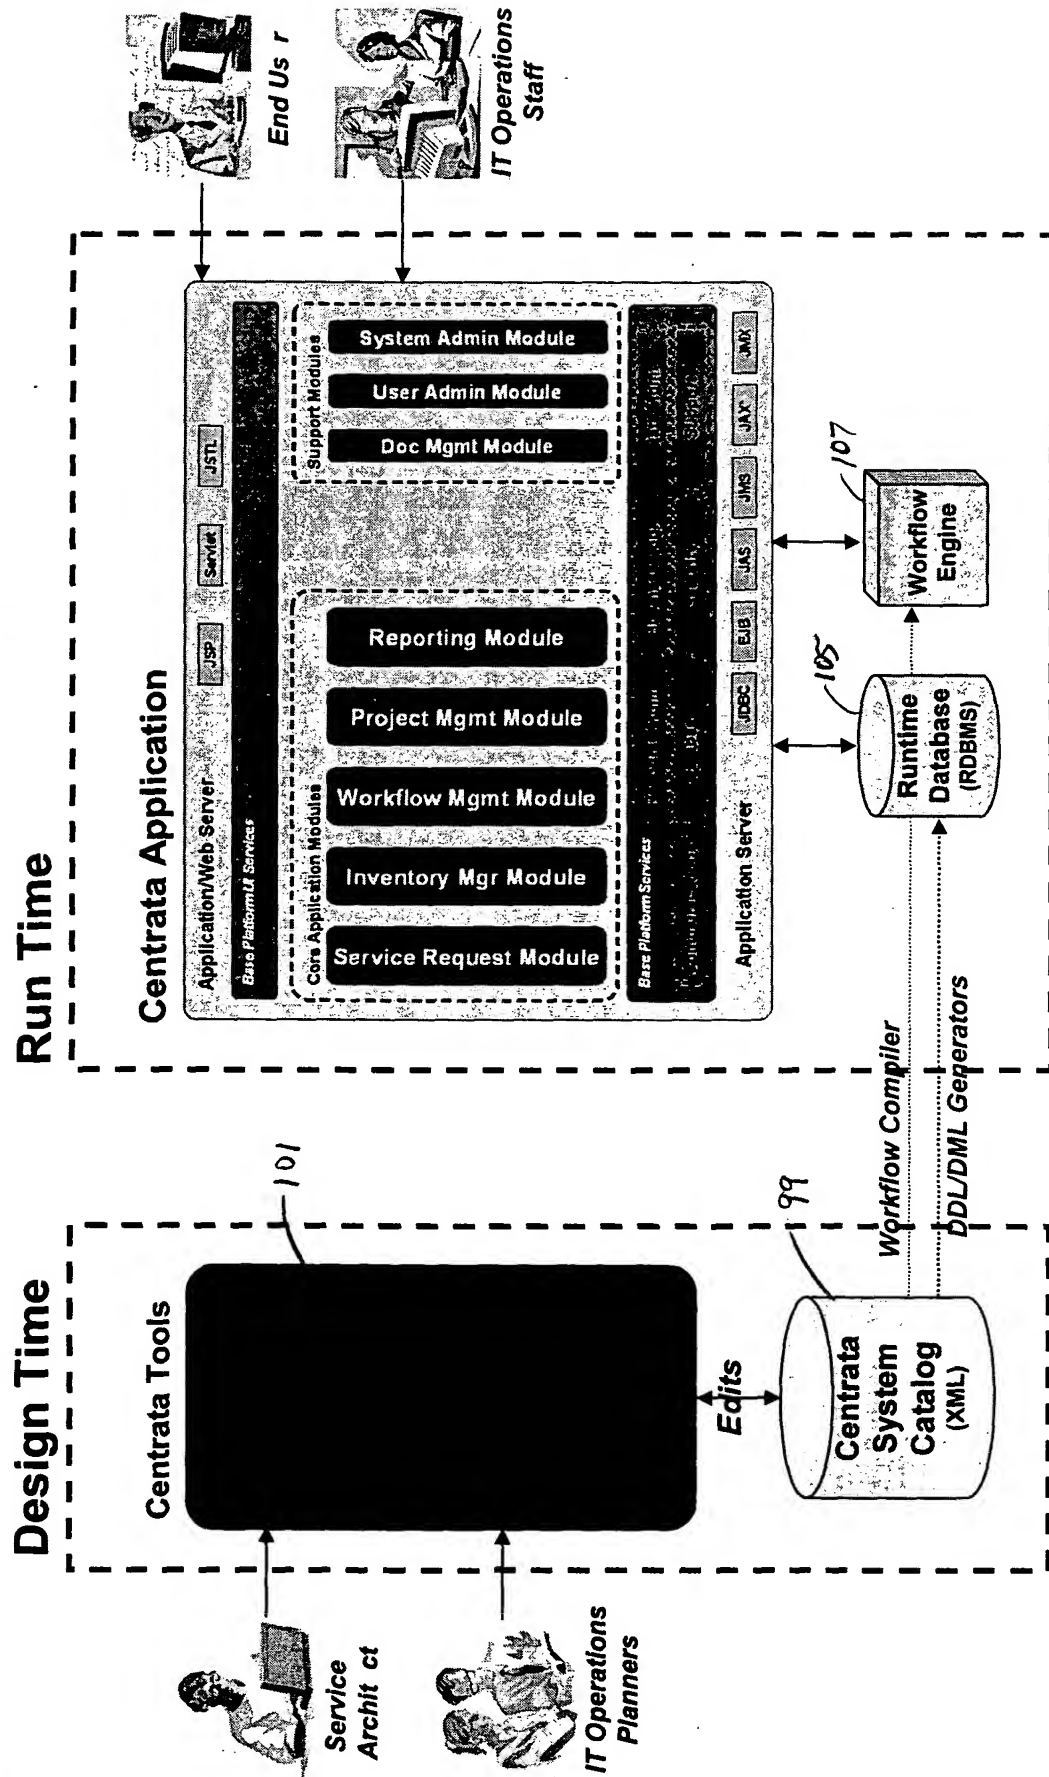 Design Time
Run Time
Centrata Tools
101
Service
Archit ct
IT Operations
Planners
Edits
Centrata
System
Catalog
(XML)
99
Workflow Compiler
DDL/DML Generators
Centrata Application
Application/Web Server
JSP
Servlet
JSTL
Base Platform UI Services
Core Application Modules
Service Request Module
Inventory Mgr Module
Workflow Mgmt Module
Project Mgmt Module
Reporting Module
Support Modules
Doc Mgmt Module
User Admin Module
System Admin Module
Base Platform Services
Application Server
JDBC
EJB
JAS
JMS
JAX*
JMX
Runtime
Database
(RDBMS)
105
Workflow
Engine
107
End Us r
IT Operations
Staff